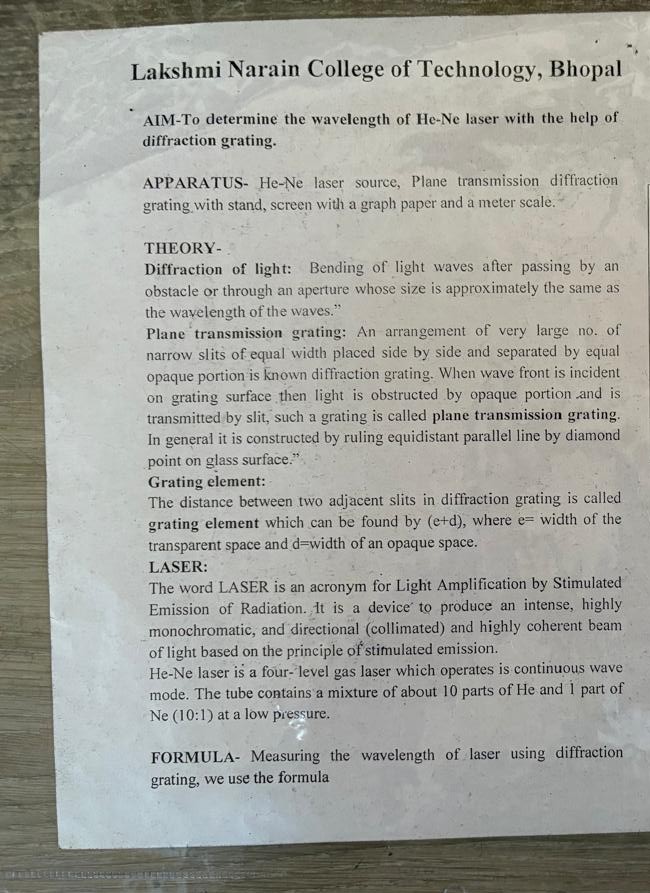 Lakshmi Narain College of Technology, Bhopal
AIM-To determine the wavelength of He-Ne laser with the help of
diffraction grating.
APPARATUS- He-Ne laser source, Plane transmission diffraction
grating with stand, screen with a graph paper and a meter scale.
THEORY-
Diffraction of light: Bending of light waves after passing by an
obstacle or through an aperture whose size is approximately the same as
the wavelength of the waves.”
Plane transmission grating: An arrangement of very large no. of
narrow slits of equal width placed side by side and separated by equal
opaque portion is known diffraction grating. When wave front is incident
on grating surface then light is obstructed by opaque portion and is
transmitted by slit, such a grating is called plane transmission grating.
In general it is constructed by ruling equidistant parallel line by diamond
point on glass surface.”
Grating element:
The distance between two adjacent slits in diffraction grating is called
grating element which can be found by (e+d), where e= width of the
transparent space and d=width of an opaque space.
LASER:
The word LASER is an acronym for Light Amplification by Stimulated
Emission of Radiation. It is a device to produce an intense, highly
monochromatic, and directional (collimated) and highly coherent beam
of light based on the principle of stimulated emission.
He-Ne laser is a four- level gas laser which operates is continuous wave
mode. The tube contains a mixture of about 10 parts of He and 1 part of
Ne (10:1) at a low pressure.
FORMULA- Measuring the wavelength of laser using diffraction
grating, we use the formula